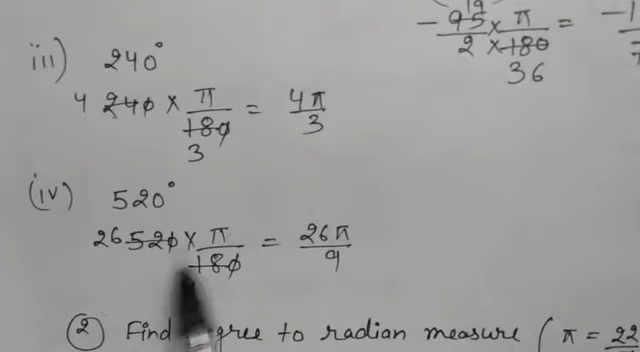 - 95/2 × π/180 = -1
19
36
iii) 240°
4 240 × π/180 = 4π/3
3
(iv) 520°
26 520 × π/180 = 26π/9
② Find gree to radian measure ( π = 22